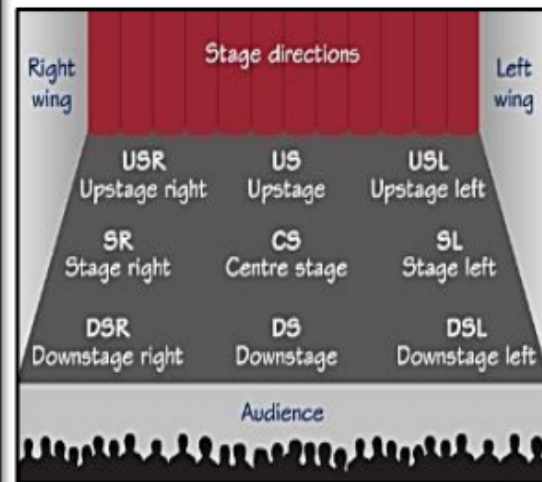 Stage directions
Right
wing
Left
wing
USR
Upstage right
US
Upstage
USL
Upstage left
SR
Stage right
CS
Centre stage
SL
Stage left
DSR
Downstage right
DS
Downstage
DSL
Downstage left
Audience